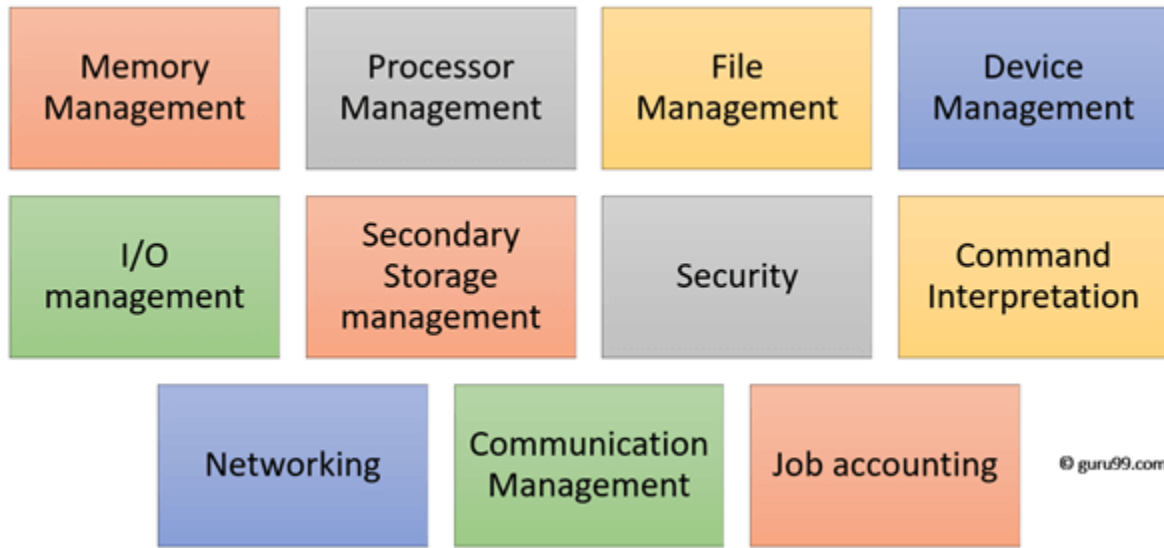 Memory
Management
Processor
Management
File
Management
Device
Management
I/O
management
Secondary
Storage
management
Security
Command
Interpretation
Networking
Communication
Management
Job accounting
© guru99.com